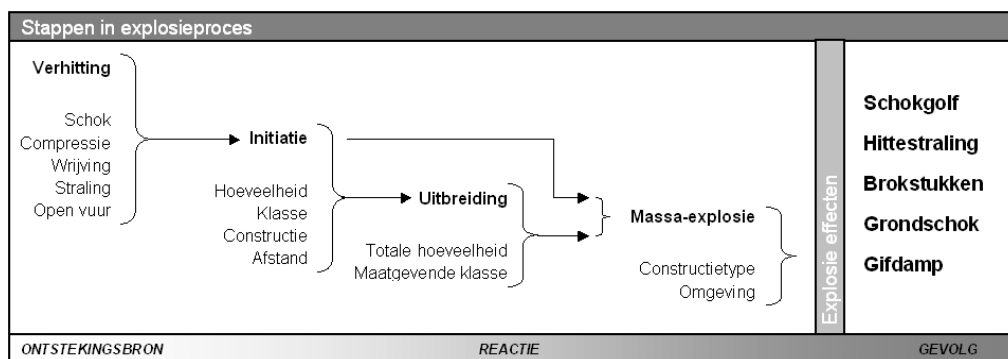 Stappen in explosieproces
Verhitting
Schok
Compressie
Wrijving
Straling
Open vuur
Initiatie
Hoeveelheid
Klasse
Constructie
Afstand
Uitbreiding
Totale hoeveelheid
Maatgevende klasse
Massa-explosie
Constructietype
Omgeving
Explosie effecten
Schokgolf
Hittestraling
Brokstukken
Grondschok
Gifdamp
ONTSTEKINGSBRON
REACTIE
GEVOLG